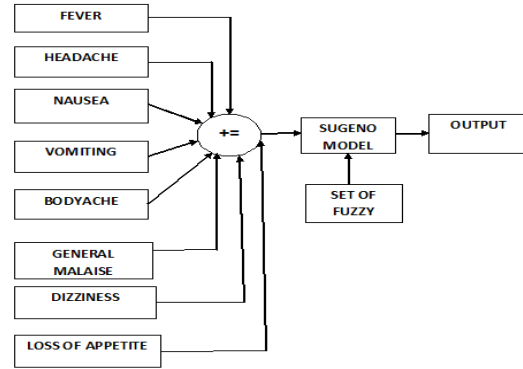 FEVER
HEADACHE
NAUSEA
VOMITING
BODYACHE
GENERAL
MALAISE
DIZZINESS
LOSS OF APPETITE
+=
SUGENO
MODEL
SET OF
FUZZY
OUTPUT